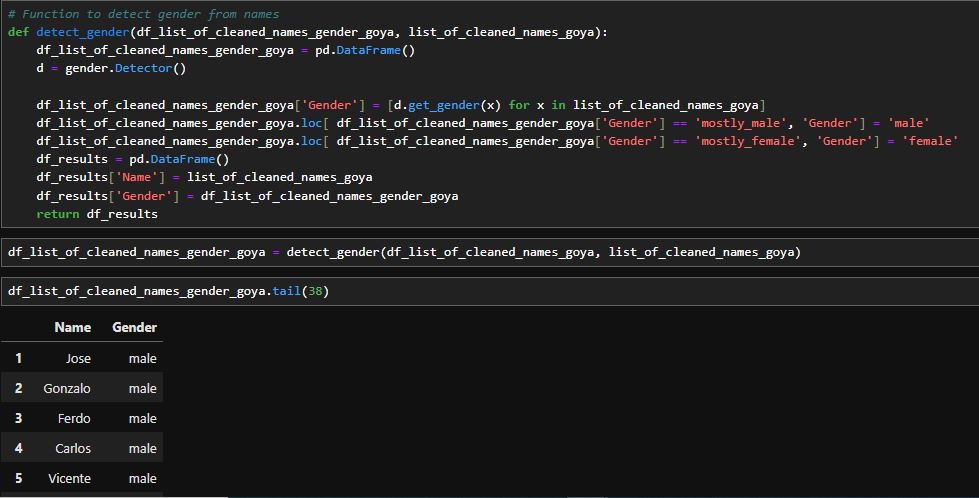 # Function to detect gender from names
def detect_gender(df_list_of_cleaned_names_gender_goya, list_of_cleaned_names_goya):
    df_list_of_cleaned_names_gender_goya = pd.DataFrame()
    d = gender.Detector()
    df_list_of_cleaned_names_gender_goya['Gender'] = [d.get_gender(x) for x in list_of_cleaned_names_goya]
    df_list_of_cleaned_names_gender_goya.loc[ df_list_of_cleaned_names_gender_goya['Gender'] == 'mostly_male', 'Gender'] = 'male'
    df_list_of_cleaned_names_gender_goya.loc[ df_list_of_cleaned_names_gender_goya['Gender'] == 'mostly_female', 'Gender'] = 'female'
    df_results = pd.DataFrame()
    df_results['Name'] = list_of_cleaned_names_goya
    df_results['Gender'] = df_list_of_cleaned_names_gender_goya
    return df_results
df_list_of_cleaned_names_gender_goya = detect_gender(df_list_of_cleaned_names_goya, list_of_cleaned_names_goya)
df_list_of_cleaned_names_gender_goya.tail(38)
Name Gender
1 Jose male
2 Gonzalo male
3 Ferdo male
4 Carlos male
5 Vicente male